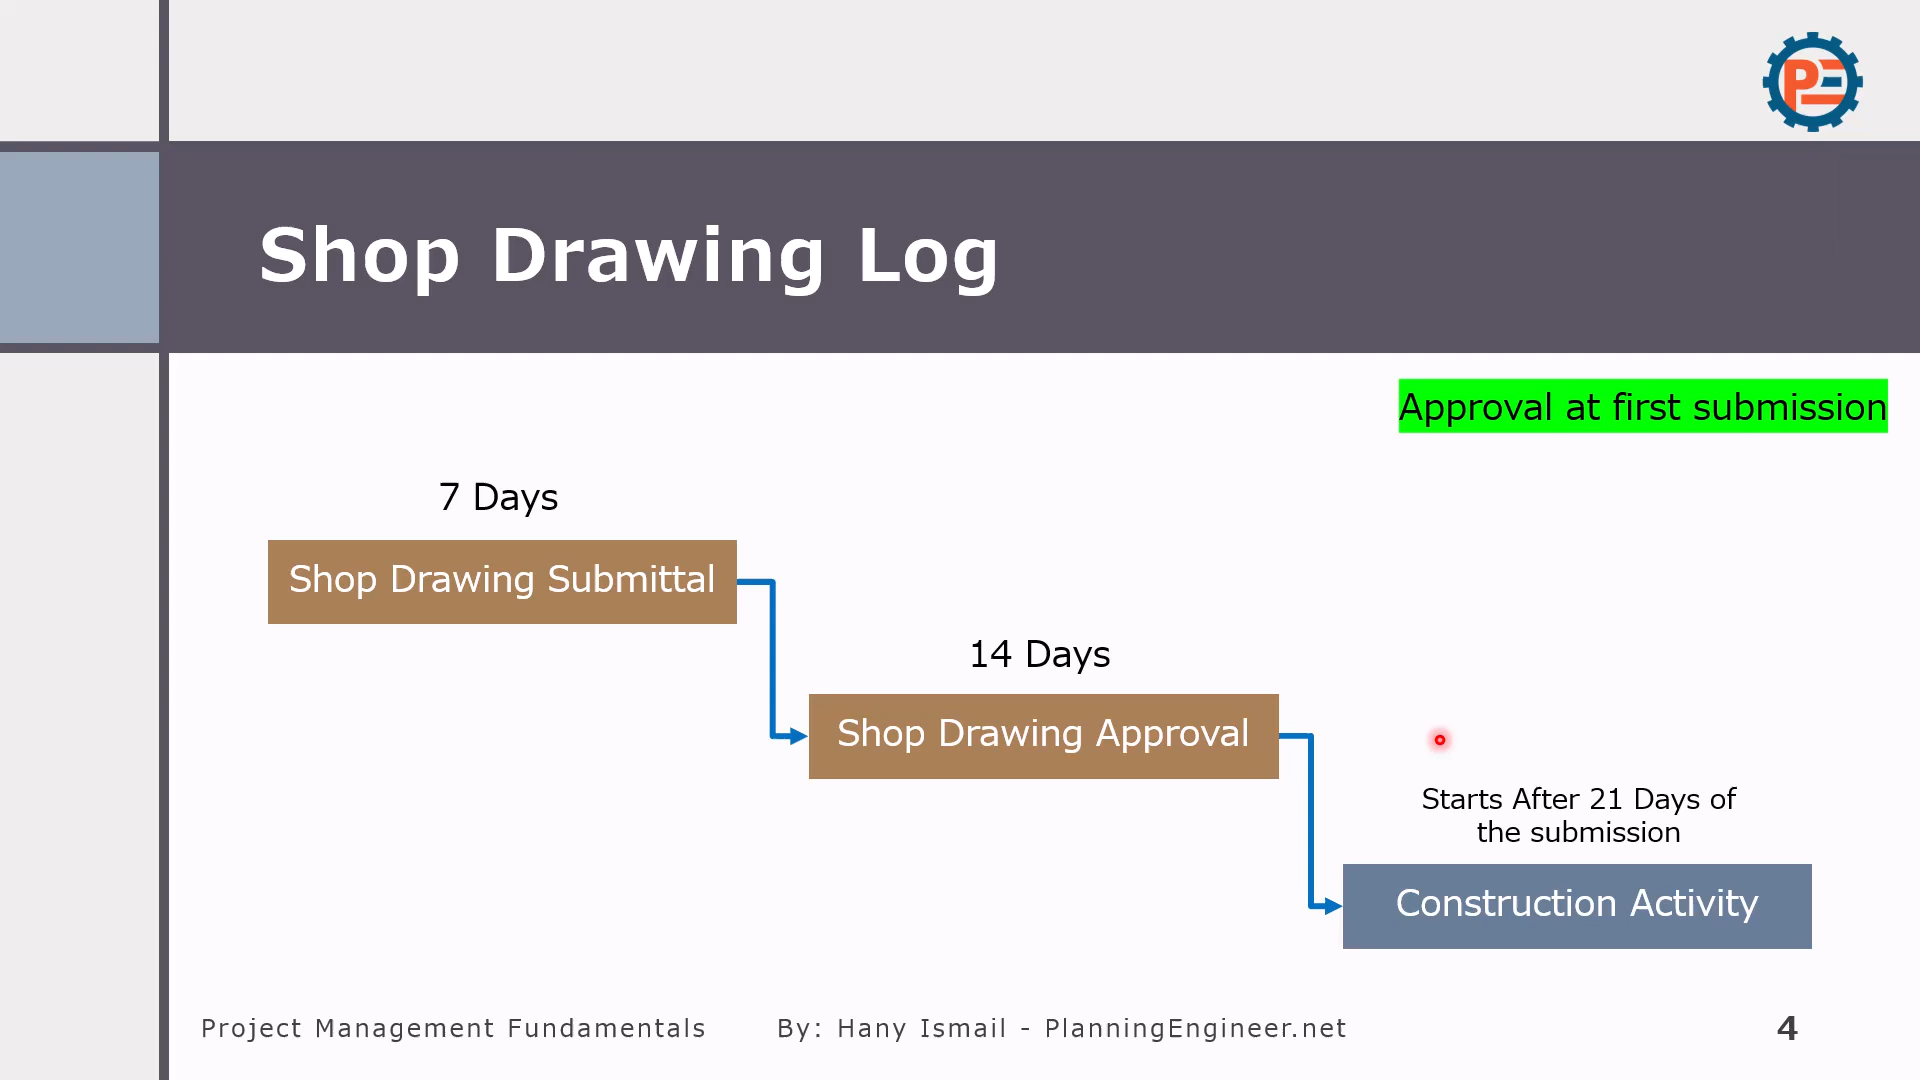 PE
Shop Drawing Log
Approval at first submission
7 Days
Shop Drawing Submittal
14 Days
Shop Drawing Approval
Starts After 21 Days of
the submission
Construction Activity
Project Management Fundamentals
By: Hany Ismail - PlanningEngineer.net
4